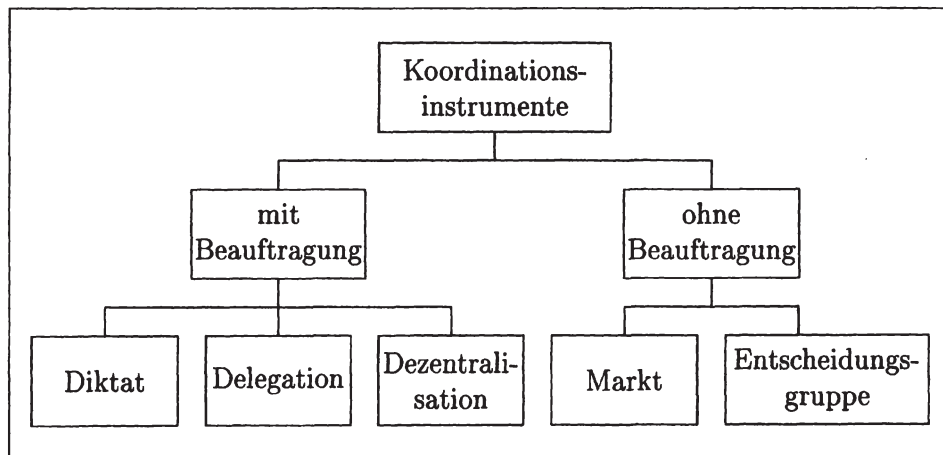 Koordinations-
instrumente
mit
Beauftragung
ohne
Beauftragung
Diktat
Delegation
Dezentrali-
sation
Markt
Entscheidungs-
gruppe